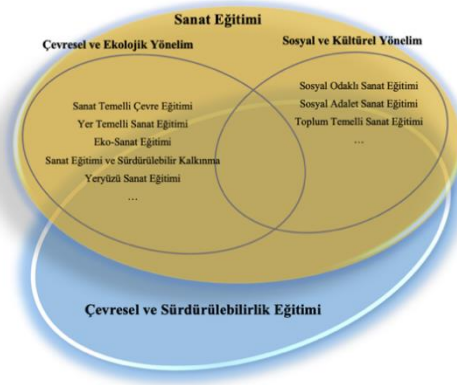 Sanat Eğitimi
Çevresel ve Ekolojik Yönelim
Sosyal ve Kültürel Yönelim
Sanat Temelli Çevre Eğitimi
Yer Temelli Sanat Eğitimi
Eko-Sanat Eğitimi
Sanat Eğitimi ve Sürdürülebilir Kalkınma
Yeryüzü Sanat Eğitimi
…
Sosyal Odaklı Sanat Eğitimi
Sosyal Adalet Sanat Eğitimi
Toplum Temelli Sanat Eğitimi
…
Çevresel ve Sürdürülebilirlik Eğitimi